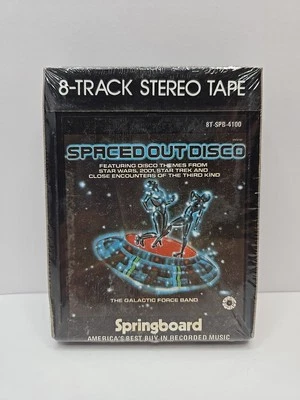 8-TRACK STEREO TAPE
8T-SPB-4100
SPACED OUT DISCO
FEATURING DISCO THEMES FROM
STAR WARS, 2001, STAR TREK AND
CLOSE ENCOUNTERS OF THE THIRD KIND
THE GALACTIC FORCE BAND
Springboard
AMERICA'S BEST BUY IN RECORDED MUSIC